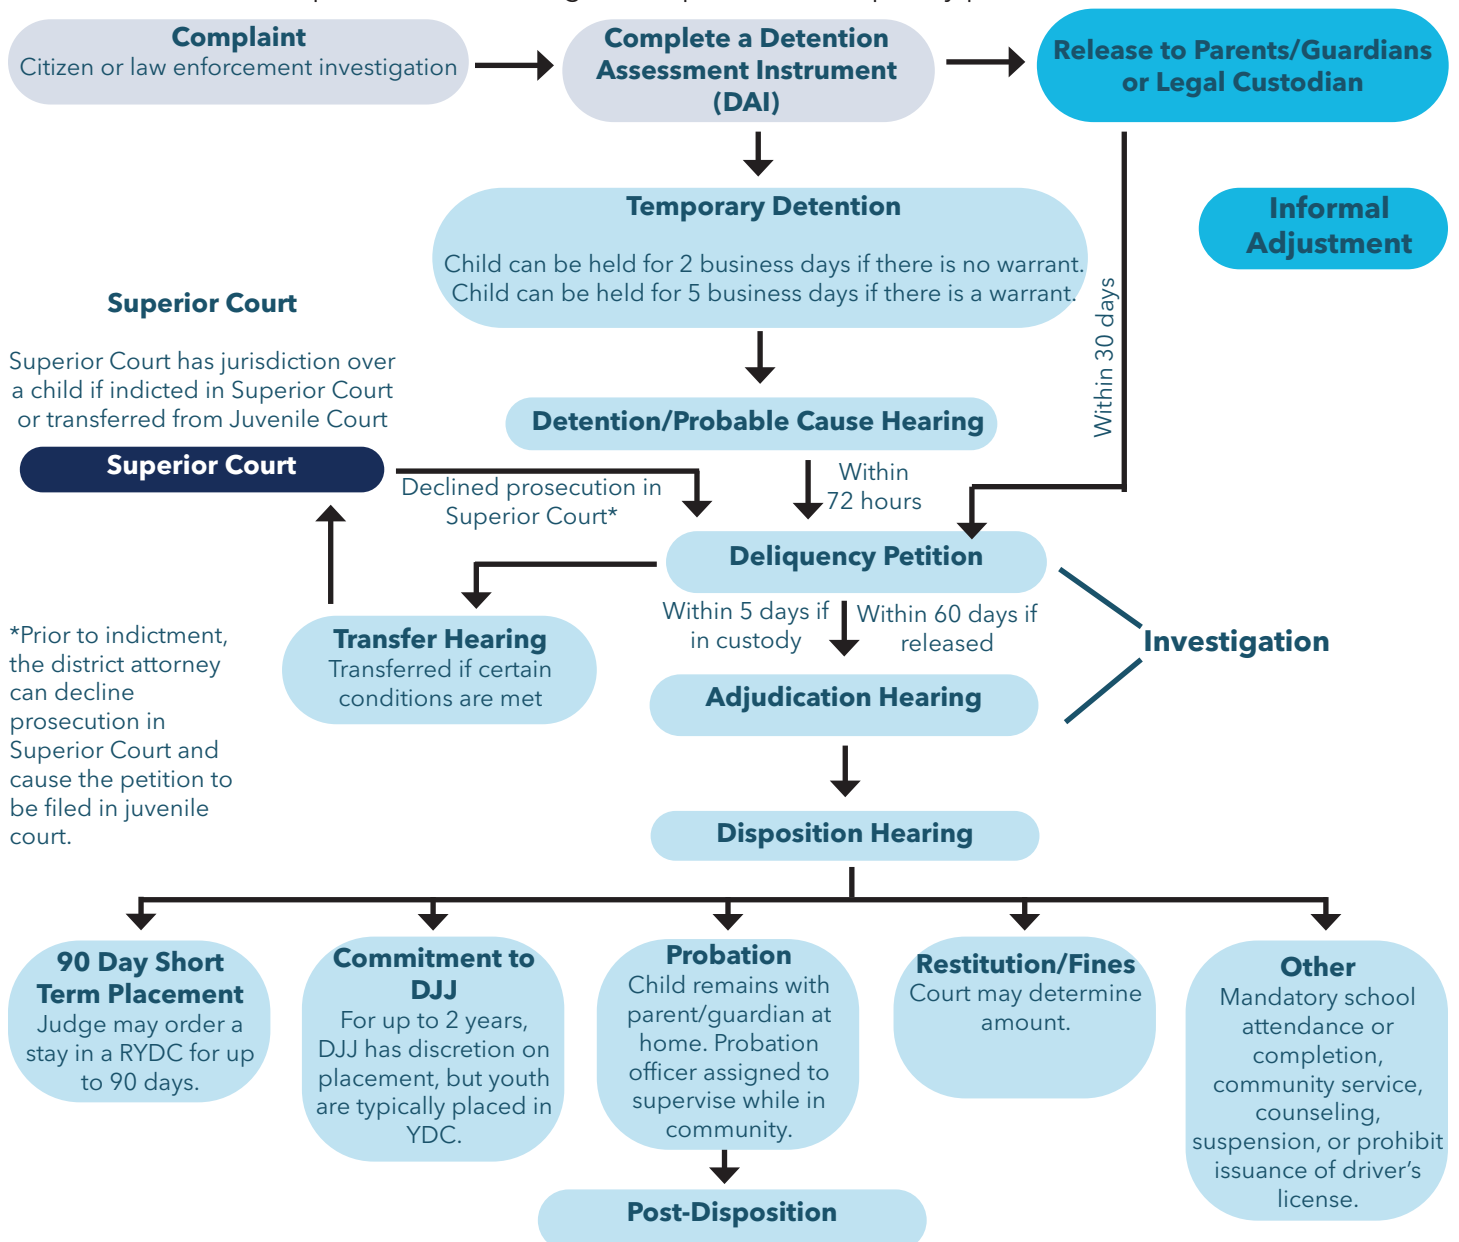 Complaint
Citizen or law enforcement investigation
Complete a Detention
Assessment Instrument
(DAI)
Release to Parents/Guardians
or Legal Custodian
Temporary Detention
Child can be held for 2 business days if there is no warrant.
Child can be held for 5 business days if there is a warrant.
Informal
Adjustment
Within 30 days
Superior Court
Superior Court has jurisdiction over
a child if indicted in Superior Court
or transferred from Juvenile Court
Superior Court
Detention/Probable Cause Hearing
Declined prosecution in
Superior Court*
Within
72 hours
Deliquency Petition
Within 5 days if
in custody
Within 60 days if
released
Investigation
Transfer Hearing
Transferred if certain
conditions are met
*Prior to indictment,
the district attorney
can decline
prosecution in
Superior Court and
cause the petition to
be filed in juvenile
court.
Adjudication Hearing
Disposition Hearing
90 Day Short
Term Placement
Judge may order a
stay in a RYDC for up
to 90 days.
Commitment to
DJJ
For up to 2 years,
DJJ has discretion on
placement, but youth
are typically placed in
YDC.
Probation
Child remains with
parent/guardian at
home. Probation
officer assigned to
supervise while in
community.
Restitution/Fines
Court may determine
amount.
Other
Mandatory school
attendance or
completion,
community service,
counseling,
suspension, or prohibit
issuance of driver's
license.
Post-Disposition